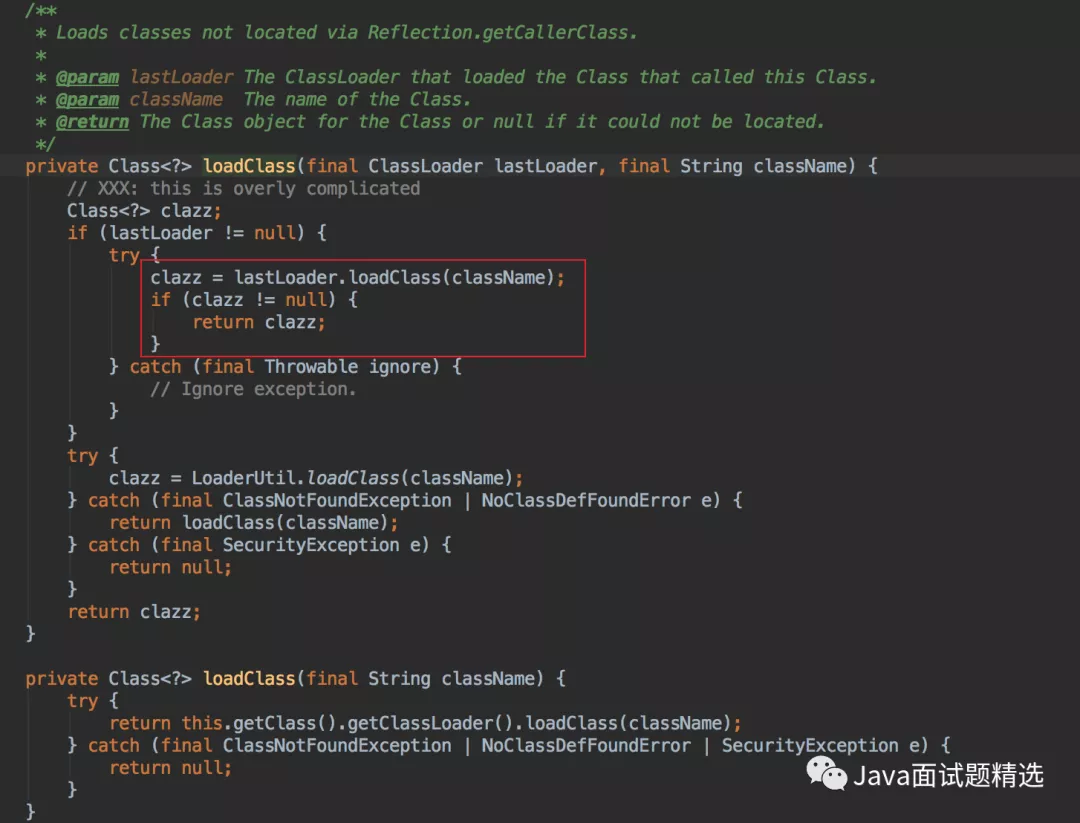 /**
 * Loads classes not located via Reflection.getCallerClass.
 *
 * @param lastLoader The ClassLoader that loaded the Class that called this Class.
 * @param className  The name of the Class.
 * @return The Class object for the Class or null if it could not be located.
 */
private Class<?> loadClass(final ClassLoader lastLoader, final String className) {
    // XXX: this is overly complicated
    Class<?> clazz;
    if (lastLoader != null) {
        try {
            clazz = lastLoader.loadClass(className);
            if (clazz != null) {
                return clazz;
            }
        } catch (final Throwable ignore) {
            // Ignore exception.
        }
    }
    try {
        clazz = LoaderUtil.loadClass(className);
    } catch (final ClassNotFoundException | NoClassDefFoundError e) {
        return loadClass(className);
    } catch (final SecurityException e) {
        return null;
    }
    return clazz;
}

private Class<?> loadClass(final String className) {
    try {
        return this.getClass().getClassLoader().loadClass(className);
    } catch (final ClassNotFoundException | NoClassDefFoundError | SecurityException e) {
        return null;
    }
}
Java面试题精选